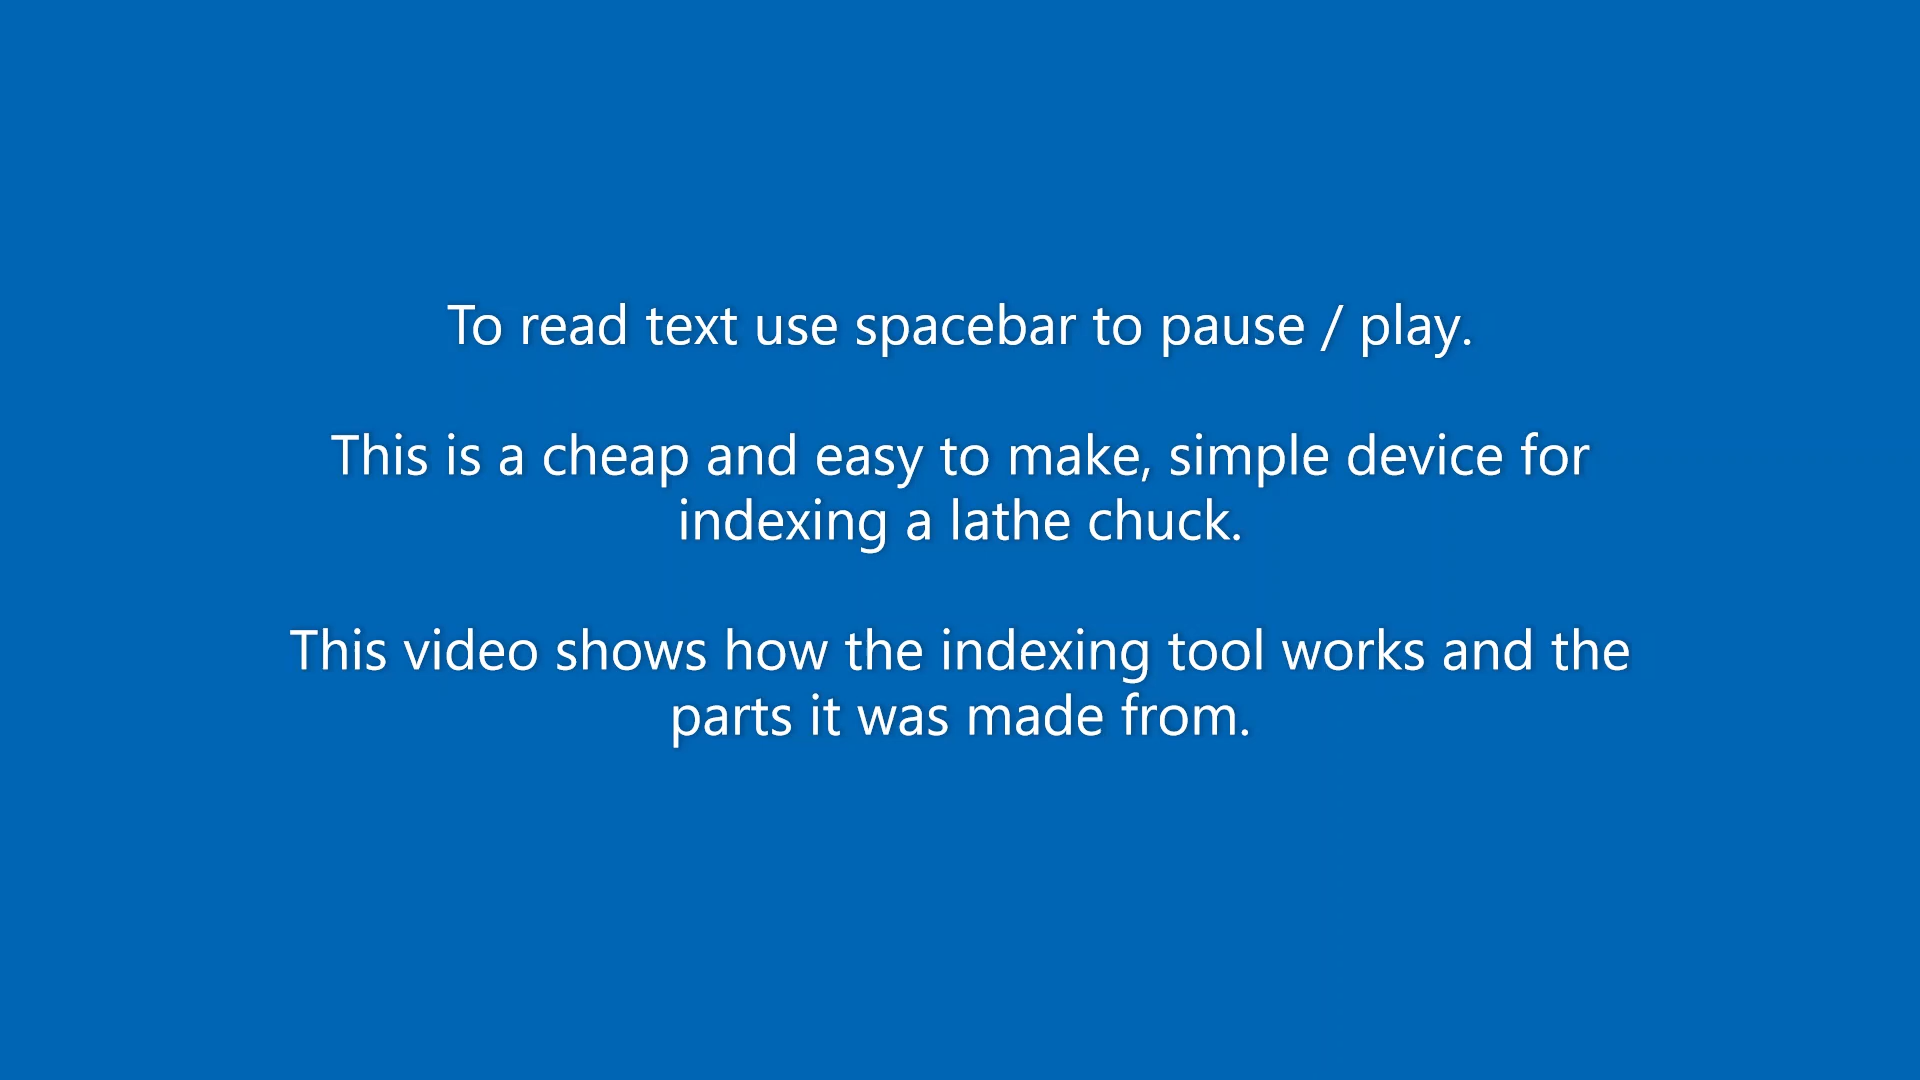 To read text use spacebar to pause / play.
This is a cheap and easy to make, simple device for
indexing a lathe chuck.
This video shows how the indexing tool works and the
parts it was made from.